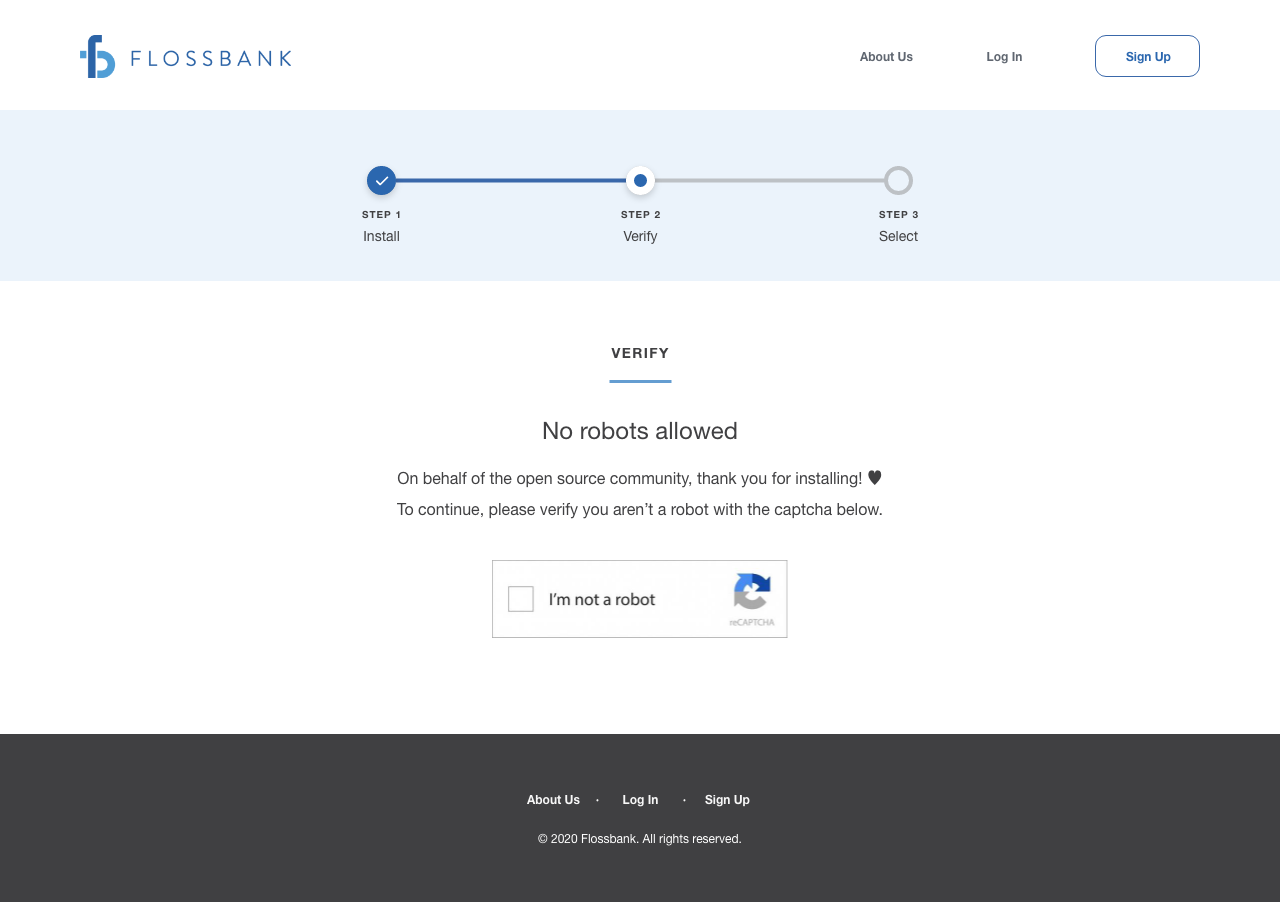 FLOSSBANK
About Us Log In Sign Up
STEP 1 STEP 2 STEP 3
Install Verify Select
VERIFY
No robots allowed
On behalf of the open source community, thank you for installing! ♥
To continue, please verify you aren’t a robot with the captcha below.
I’m not a robot
reCAPTCHA
About Us · Log In · Sign Up
© 2020 Flossbank. All rights reserved.